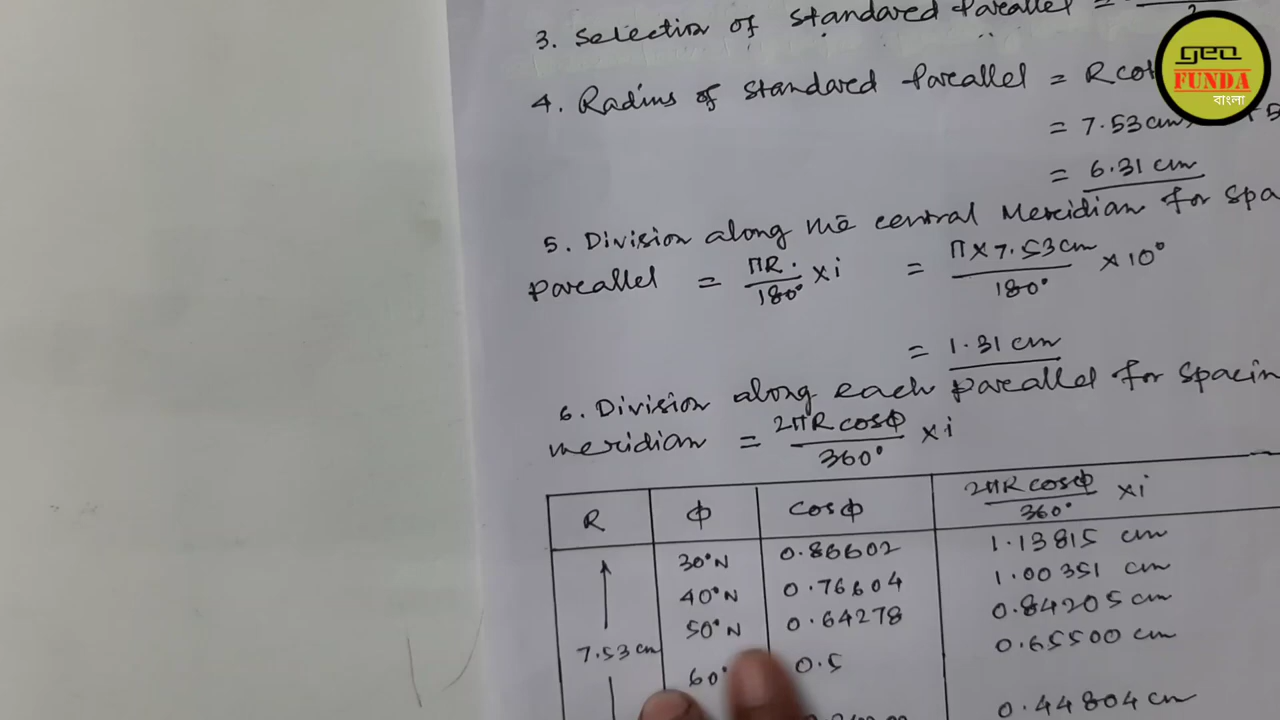 3. Selection of standared Parallel =
2
4. Radius of standared Parallel = R cot
= 7.53 cm
= 6.31 cm
5. Division along the central Meridian for spa
parallel = πR/180° × i = π × 7.53 cm/180° × 10°
= 1.31 cm
6. Division along each parallel for spacin
meridian = 2πR cosΦ/360° × i
R Φ cosΦ 2πR cosΦ/360° × i
30°N 0.86602 1.13815 cm
40°N 0.76604 1.00351 cm
50°N 0.64278 0.84205 cm
7.53 cm 60° 0.5 0.65500 cm
0.44804 cm
geo
FUNDA
বাংলা